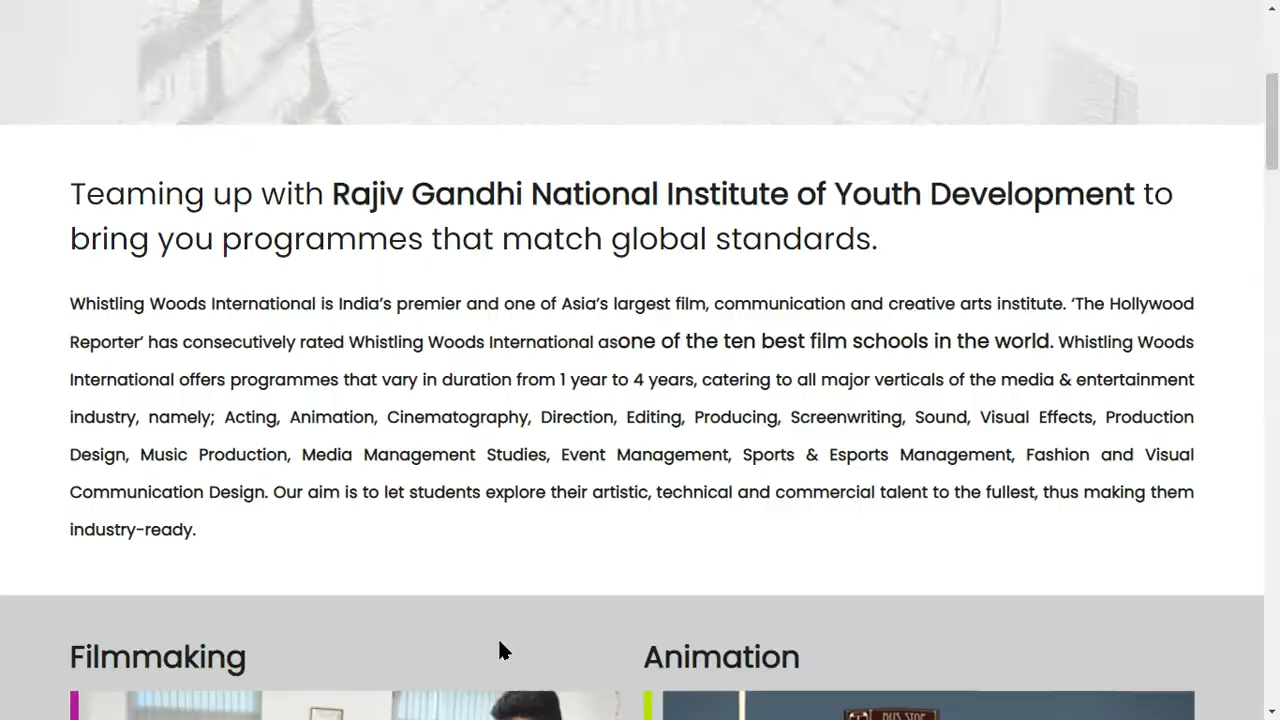 Teaming up with Rajiv Gandhi National Institute of Youth Development to
bring you programmes that match global standards.
Whistling Woods International is India’s premier and one of Asia’s largest film, communication and creative arts institute. ‘The Hollywood
Reporter’ has consecutively rated Whistling Woods International asone of the ten best film schools in the world. Whistling Woods
International offers programmes that vary in duration from 1 year to 4 years, catering to all major verticals of the media & entertainment
industry, namely; Acting, Animation, Cinematography, Direction, Editing, Producing, Screenwriting, Sound, Visual Effects, Production
Design, Music Production, Media Management Studies, Event Management, Sports & Esports Management, Fashion and Visual
Communication Design. Our aim is to let students explore their artistic, technical and commercial talent to the fullest, thus making them
industry-ready.
Filmmaking
Animation
BUS STOP